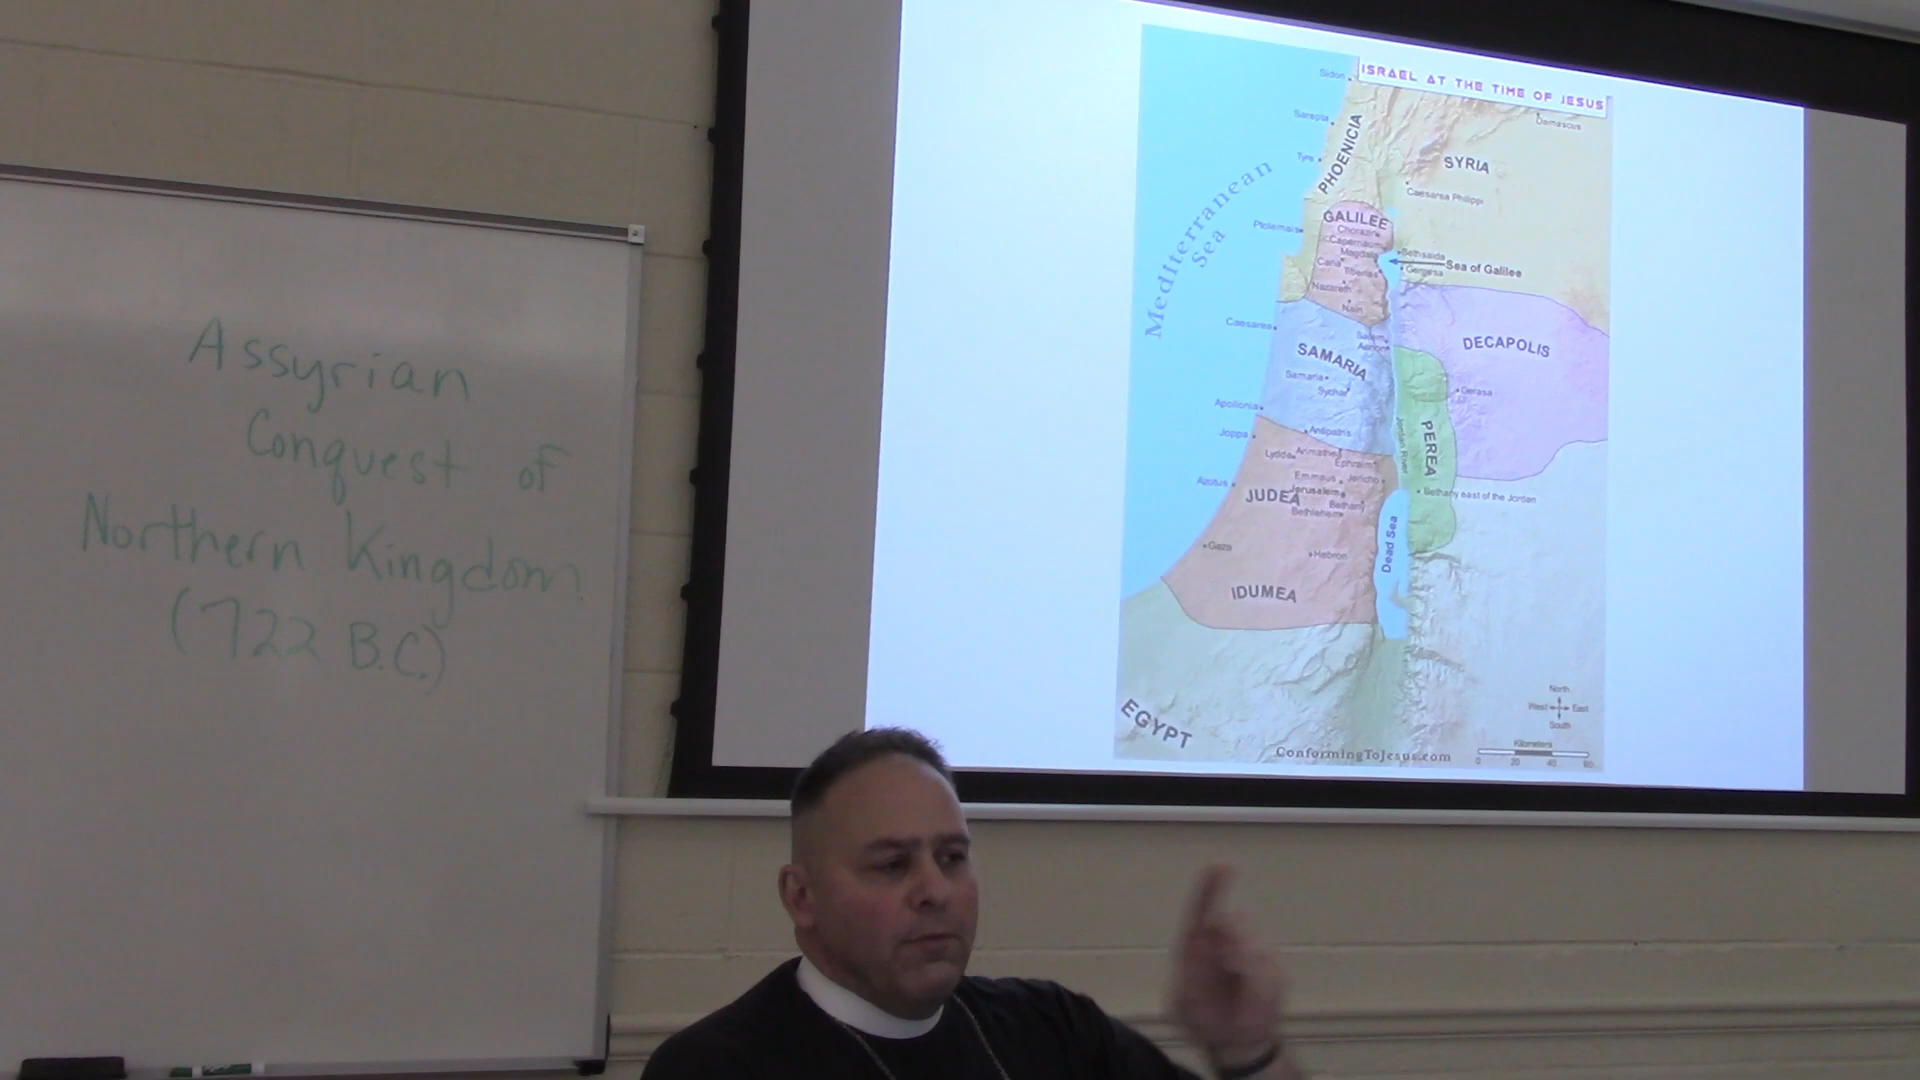 Assyrian
Conquest of
Northern Kingdom
(722 B.C.)
ISRAEL AT THE TIME OF JESUS
Sidon
Damascus
Sarepta
PHOENICIA
Tyre
SYRIA
Caesarea Philippi
Mediterranean
Sea
GALILEE
Ptolemais
Chorazin
Capernaum
Magdala
Bethsaida
Cana
Tiberias
Gergesa
Sea of Galilee
Nazareth
Nain
Caesarea
Salem
Aenon
DECAPOLIS
SAMARIA
Samaria
Sychar
Gerasa
Apollonia
Joppa
Antipatris
Jordan River
PEREA
Lydda
Arimathea
Ephraim
Emmaus
Jericho
Azotus
JUDEA
Jerusalem
Bethany east of the Jordan
Bethany
Bethlehem
Gaza
Hebron
Dead Sea
IDUMEA
EGYPT
North
West
East
South
ConformingToJesus.com
Kilometers
0 20 40 60